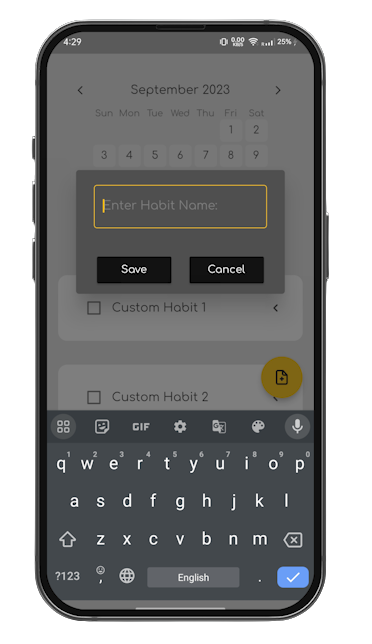 4:29 0.00 KB/S 25%
September 2023
Sun Mon Tue Wed Thu Fri Sat
1 2
3 4 5 6 7 8 9
Enter Habit Name:
Save Cancel
Custom Habit 1
Custom Habit 2
GIF
1 2 3 4 5 6 7 8 9 0
q w e r t y u i o p
a s d f g h j k l
z x c v b n m
?123 , English .